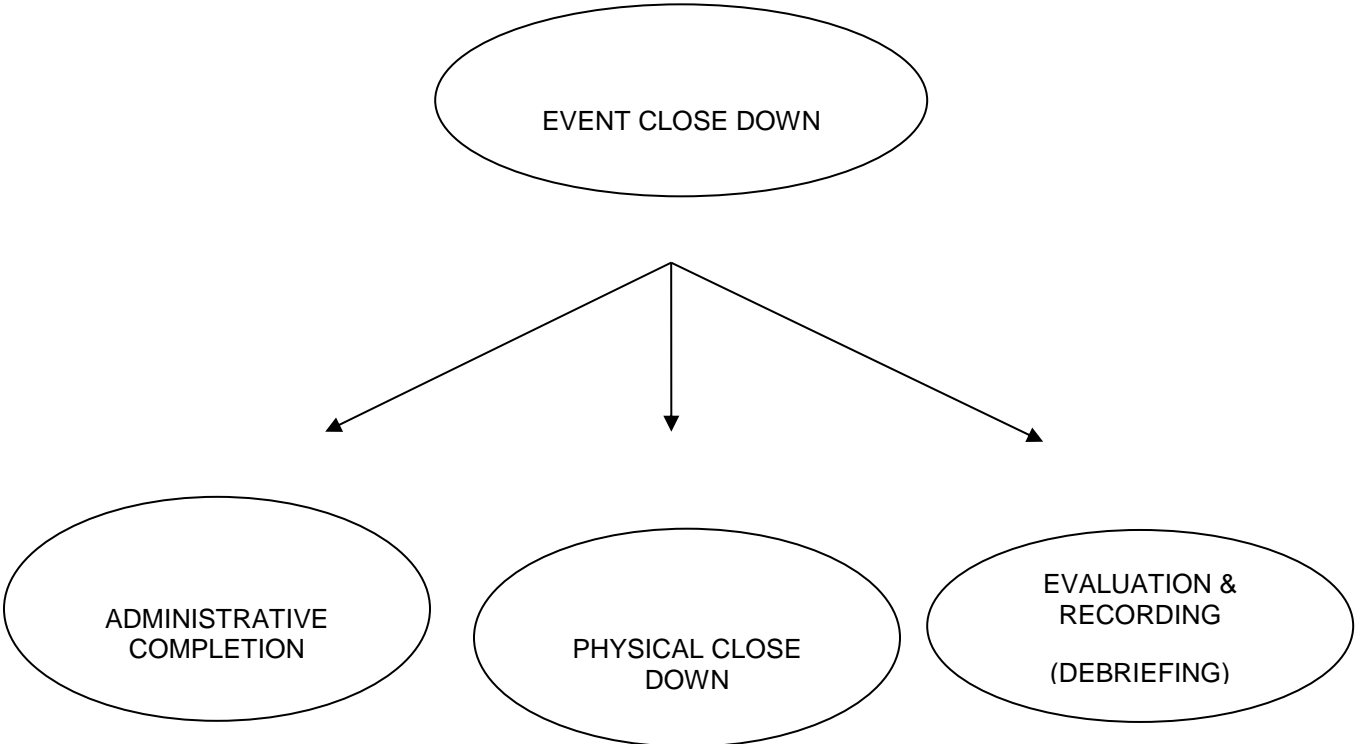 EVENT CLOSE DOWN
ADMINISTRATIVE
COMPLETION
PHYSICAL CLOSE
DOWN
EVALUATION &
RECORDING
(DEBRIEFING)